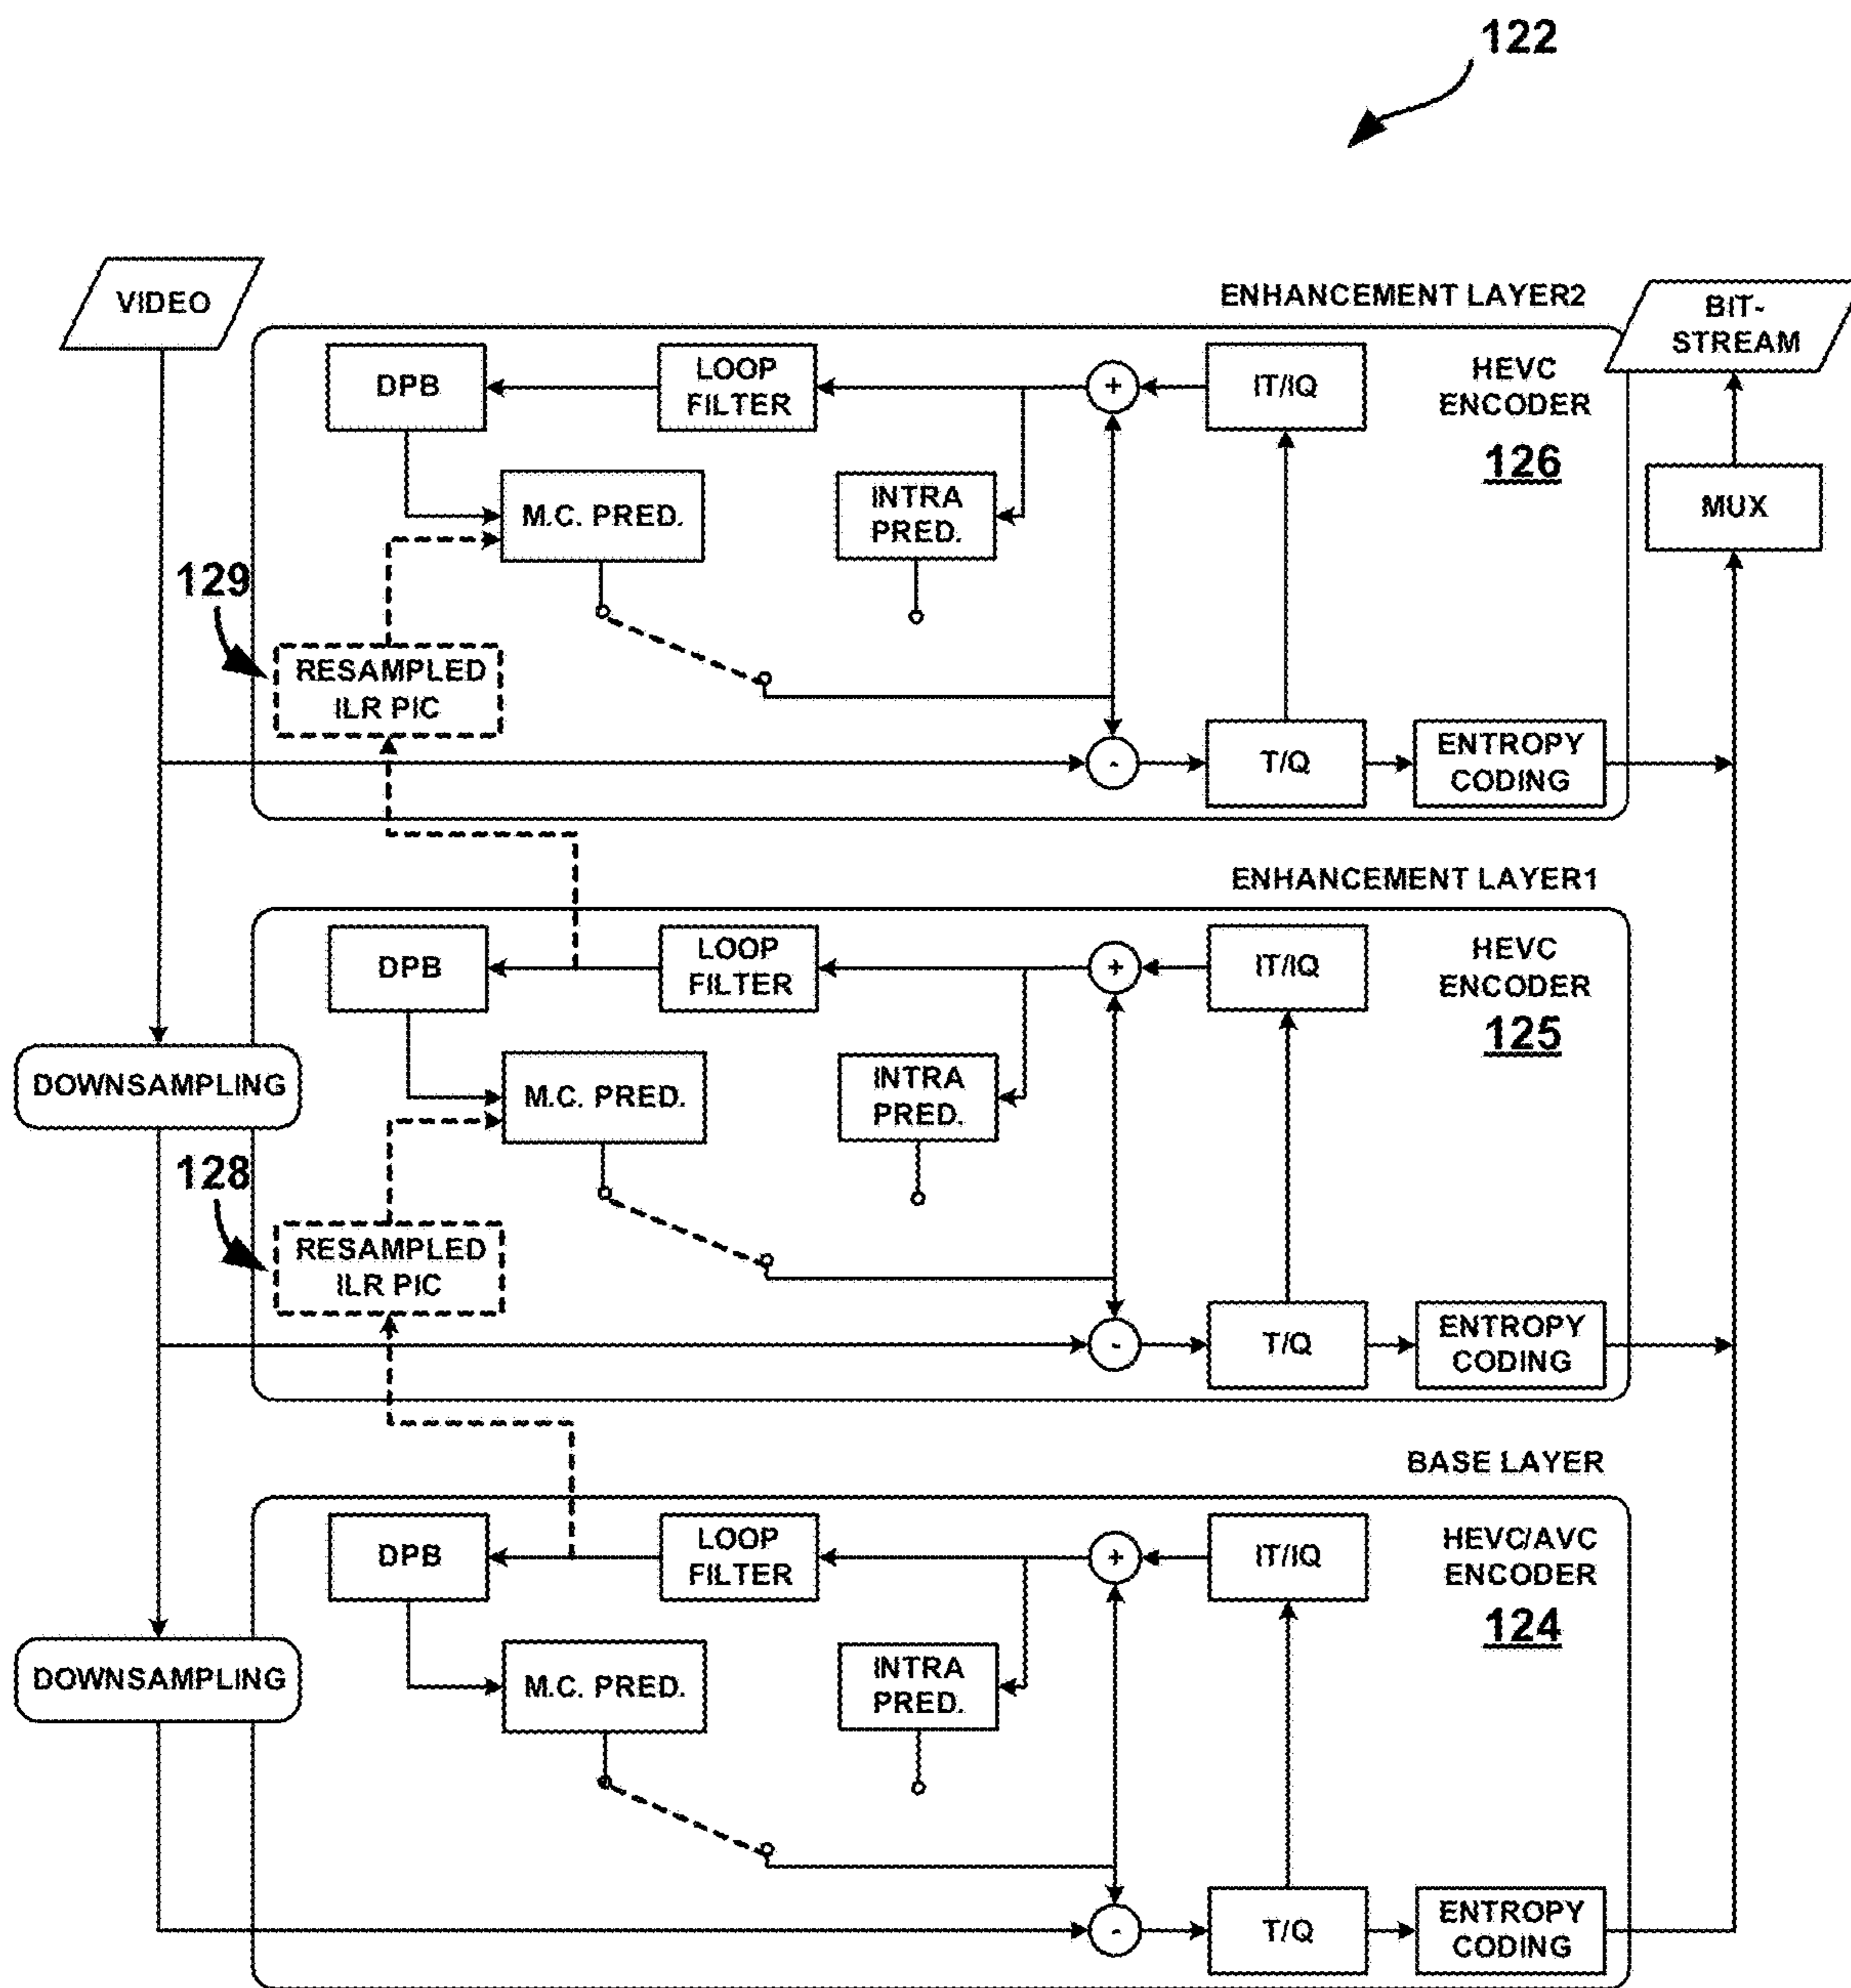 122
VIDEO
ENHANCEMENT LAYER2
BIT-
STREAM
DPB
LOOP
FILTER
+
IT/IQ
HEVC
ENCODER
126
M.C. PRED.
INTRA
PRED.
MUX
129
RESAMPLED
ILR PIC
-
T/Q
ENTROPY
CODING
ENHANCEMENT LAYER1
DPB
LOOP
FILTER
+
IT/IQ
HEVC
ENCODER
125
DOWNSAMPLING
M.C. PRED.
INTRA
PRED.
128
RESAMPLED
ILR PIC
-
T/Q
ENTROPY
CODING
BASE LAYER
DPB
LOOP
FILTER
+
IT/IQ
HEVC/AVC
ENCODER
124
DOWNSAMPLING
M.C. PRED.
INTRA
PRED.
-
T/Q
ENTROPY
CODING